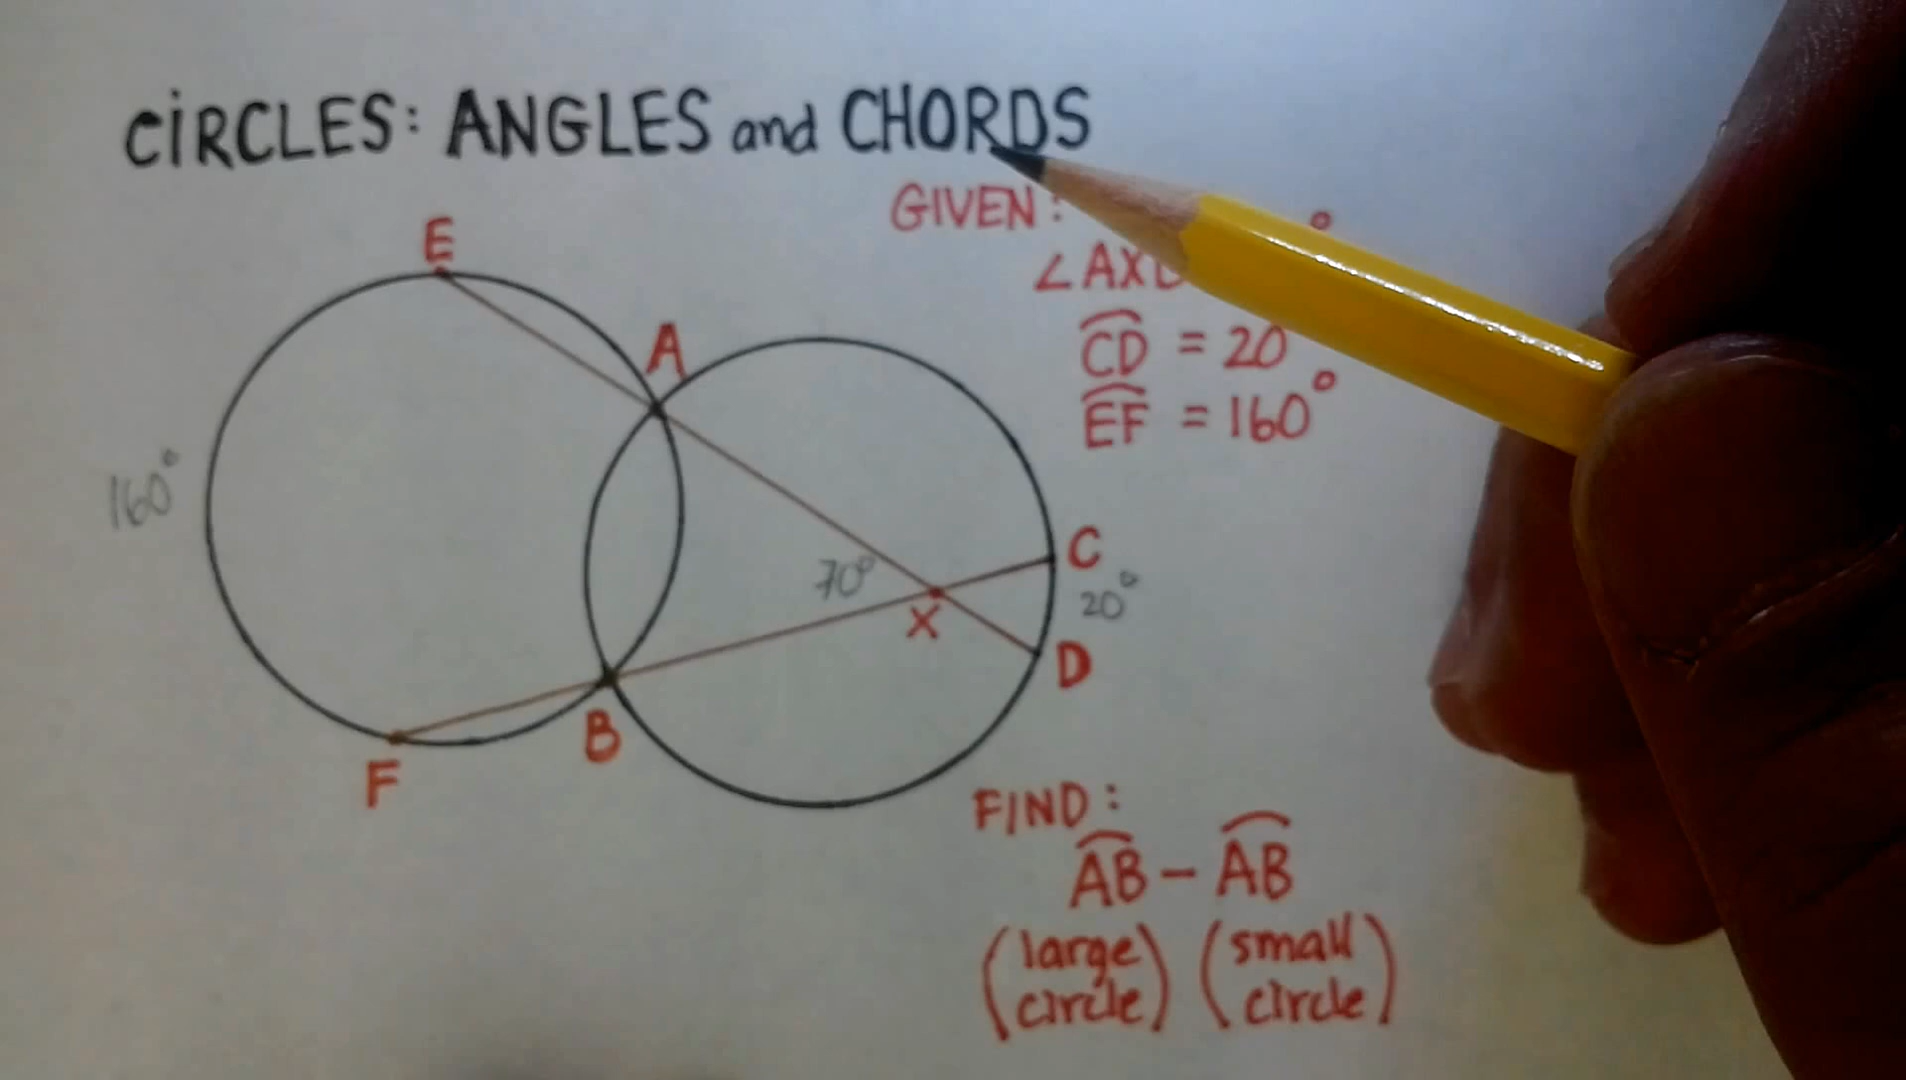 CiRCLES: ANGLES and CHORDS
GIVEN:
∠AX
CD = 20
EF = 160°
E
A
160°
70°
C
20°
X
D
B
F
FIND:
AB - AB
(large circle) (small circle)